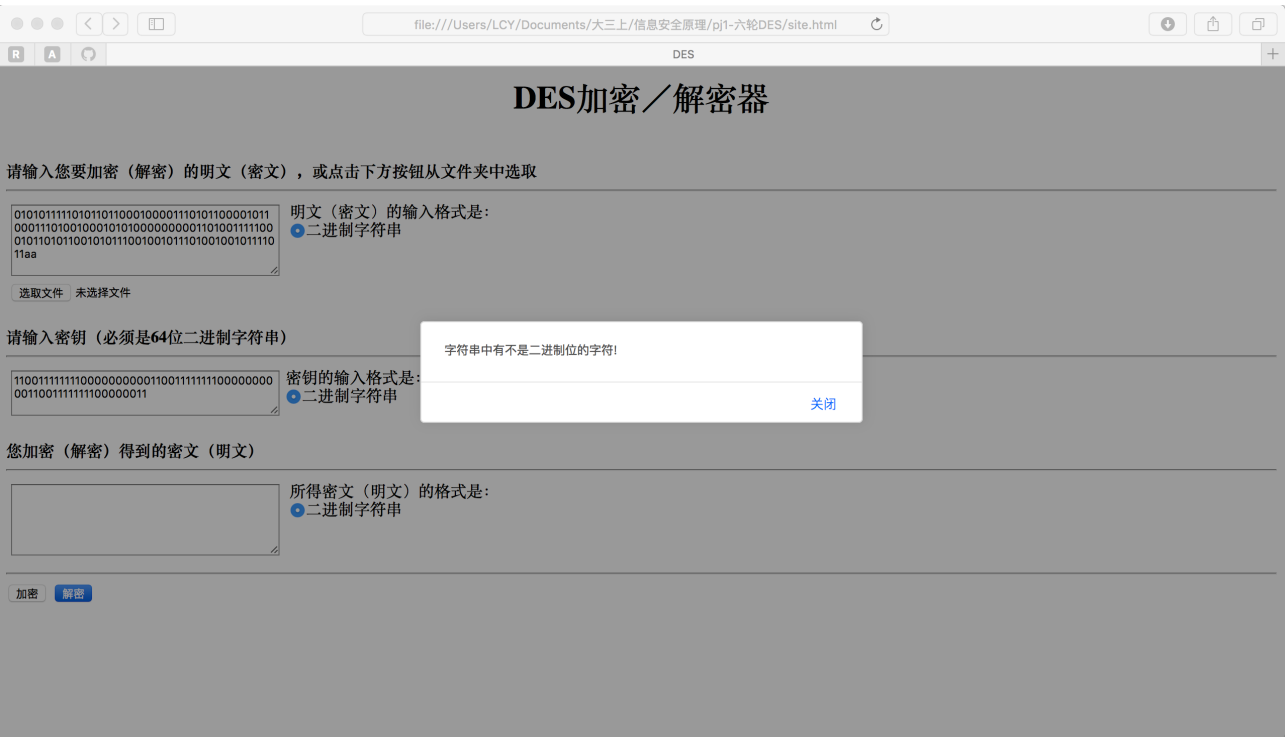 file:///Users/LCY/Documents/大三上/信息安全原理/pj1-六轮DES/site.html
R A DES
DES加密／解密器
请输入您要加密（解密）的明文（密文），或点击下方按钮从文件夹中选取
0101011111010110110001000011101011000010110
明文（密文）的输入格式是：
000111010010001010100000000001101001111100
二进制字符串
0101101011001010111001001011101001001011110
11aa
选取文件 未选择文件
请输入密钥（必须是64位二进制字符串）
字符串中有不是二进制位的字符!
关闭
1100111111110000000000110011111111100000000
密钥的输入格式是：
0011001111111100000011
二进制字符串
您加密（解密）得到的密文（明文）
所得密文（明文）的格式是：
二进制字符串
加密 解密